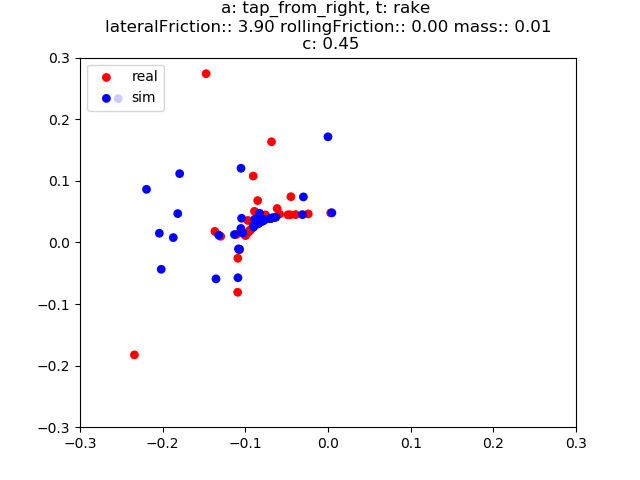 a: tap_from_right, t: rake
lateralFriction:: 3.90 rollingFriction:: 0.00 mass:: 0.01
c: 0.45
real
sim
0.3
0.2
0.1
0.0
−0.1
−0.2
−0.3
−0.3
−0.2
−0.1
0.0
0.1
0.2
0.3